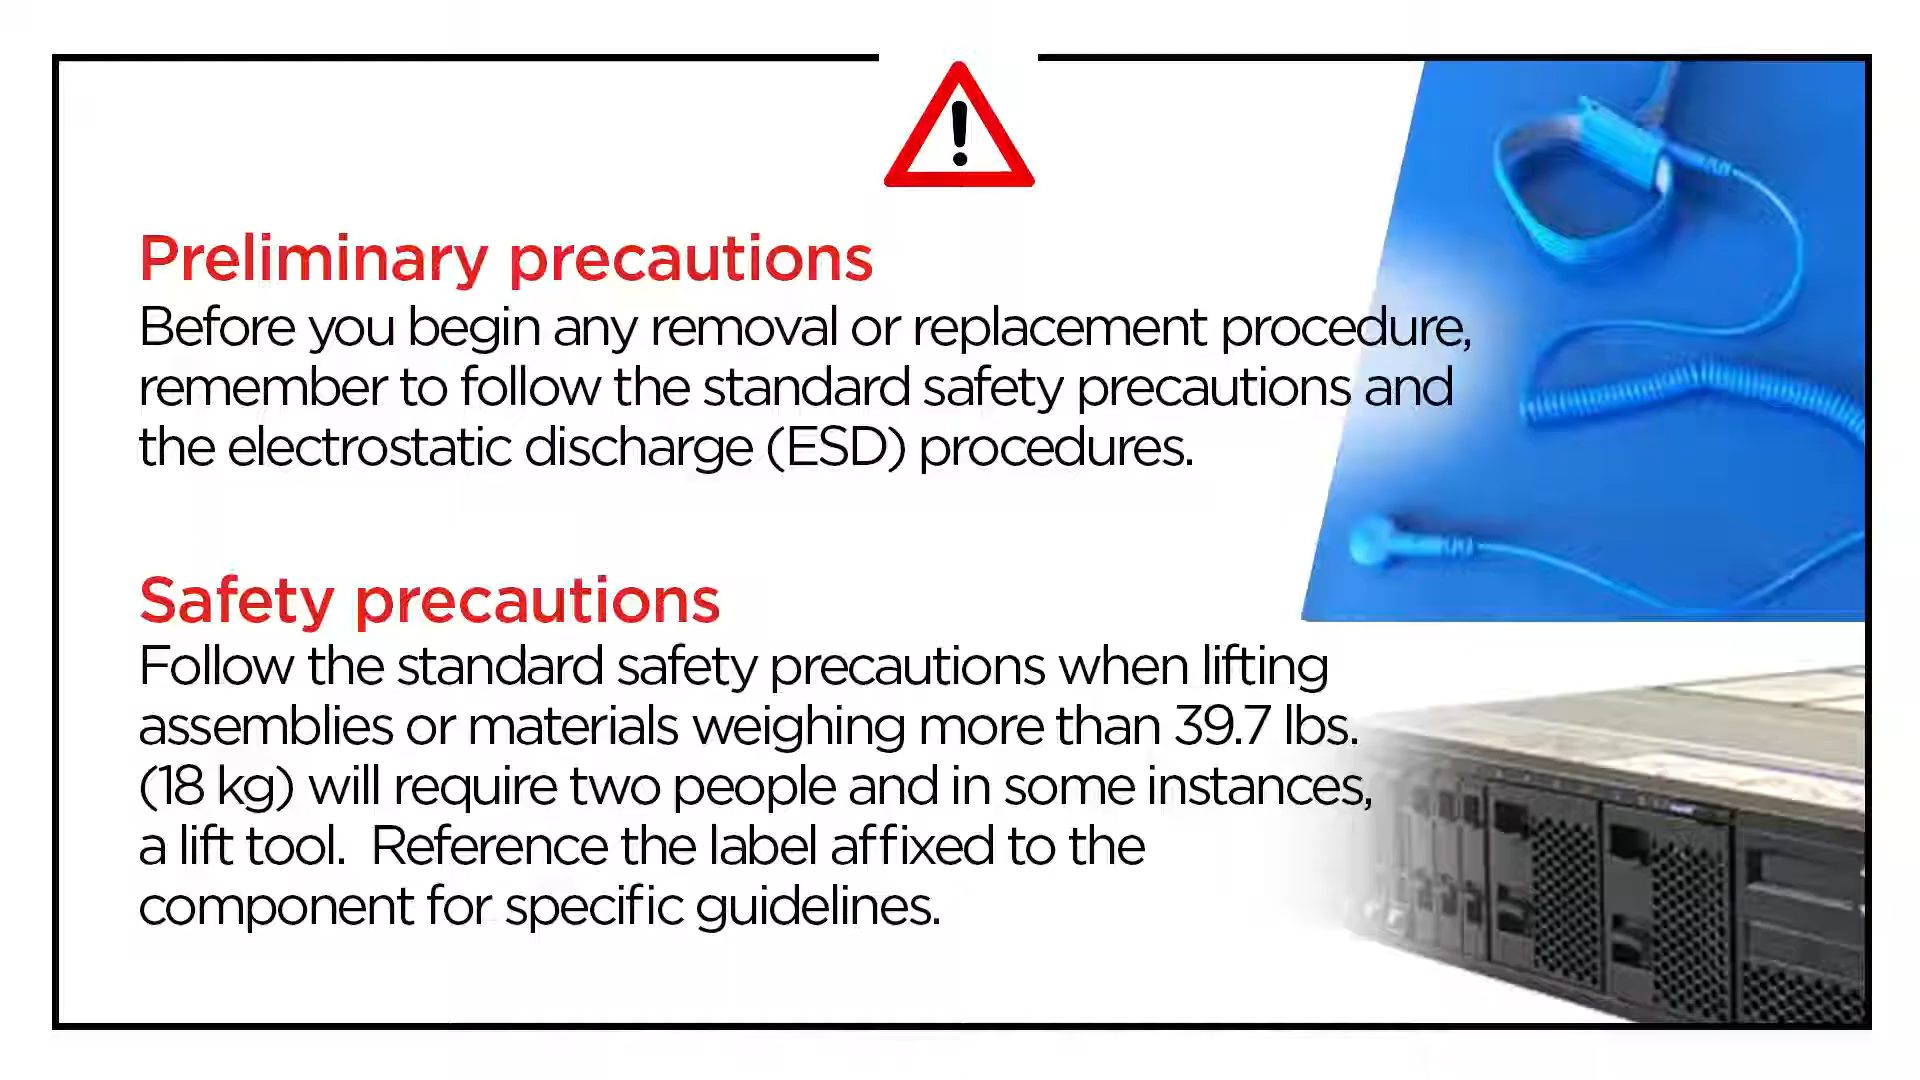 Preliminary precautions
Before you begin any removal or replacement procedure,
remember to follow the standard safety precautions and
the electrostatic discharge (ESD) procedures.
Safety precautions
Follow the standard safety precautions when lifting
assemblies or materials weighing more than 39.7 lbs.
(18 kg) will require two people and in some instances,
a lift tool.  Reference the label affixed to the
component for specific guidelines.